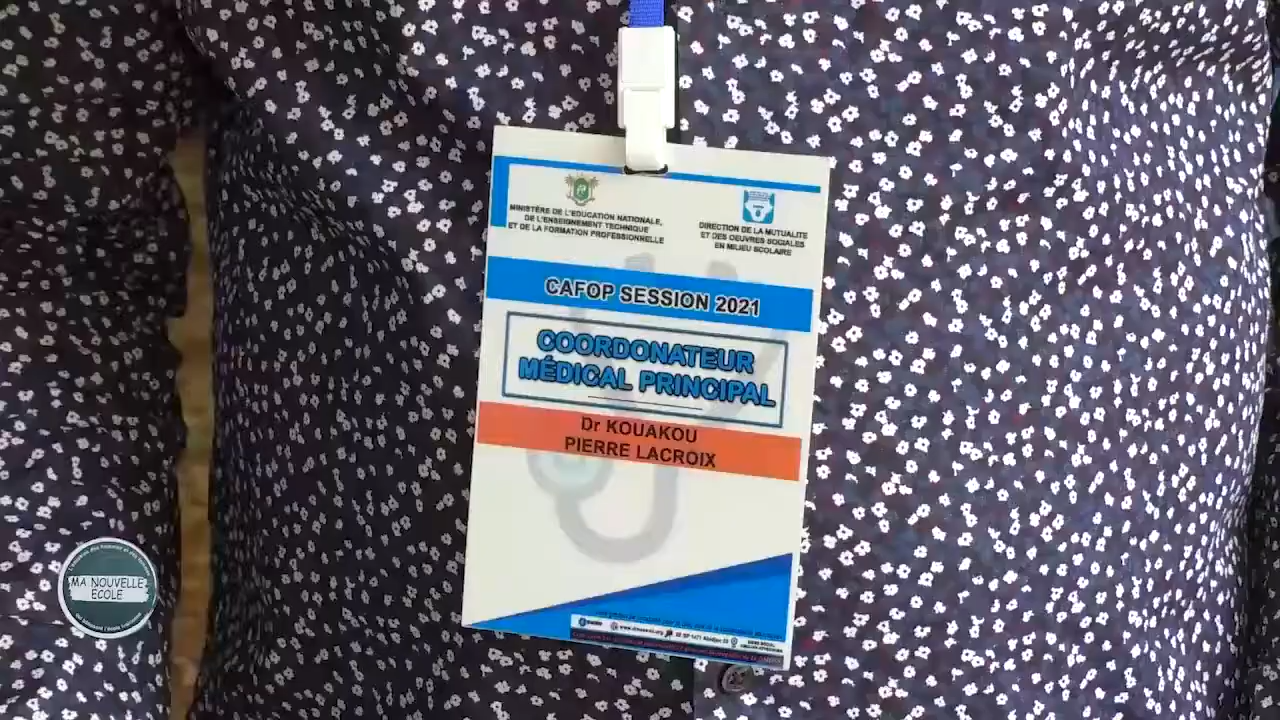 MINISTÈRE DE L'EDUCATION NATIONALE,
DE L'ENSEIGNEMENT TECHNIQUE
ET DE LA FORMATION PROFESSIONNELLE
DIRECTION DE LA MUTUALITE
ET DES OEUVRES SOCIALES
EN MILIEU SCOLAIRE
CAFOP SESSION 2021
COORDONATEUR
MÉDICAL PRINCIPAL
Dr KOUAKOU
PIERRE LACROIX
MA NOUVELLE
ECOLE